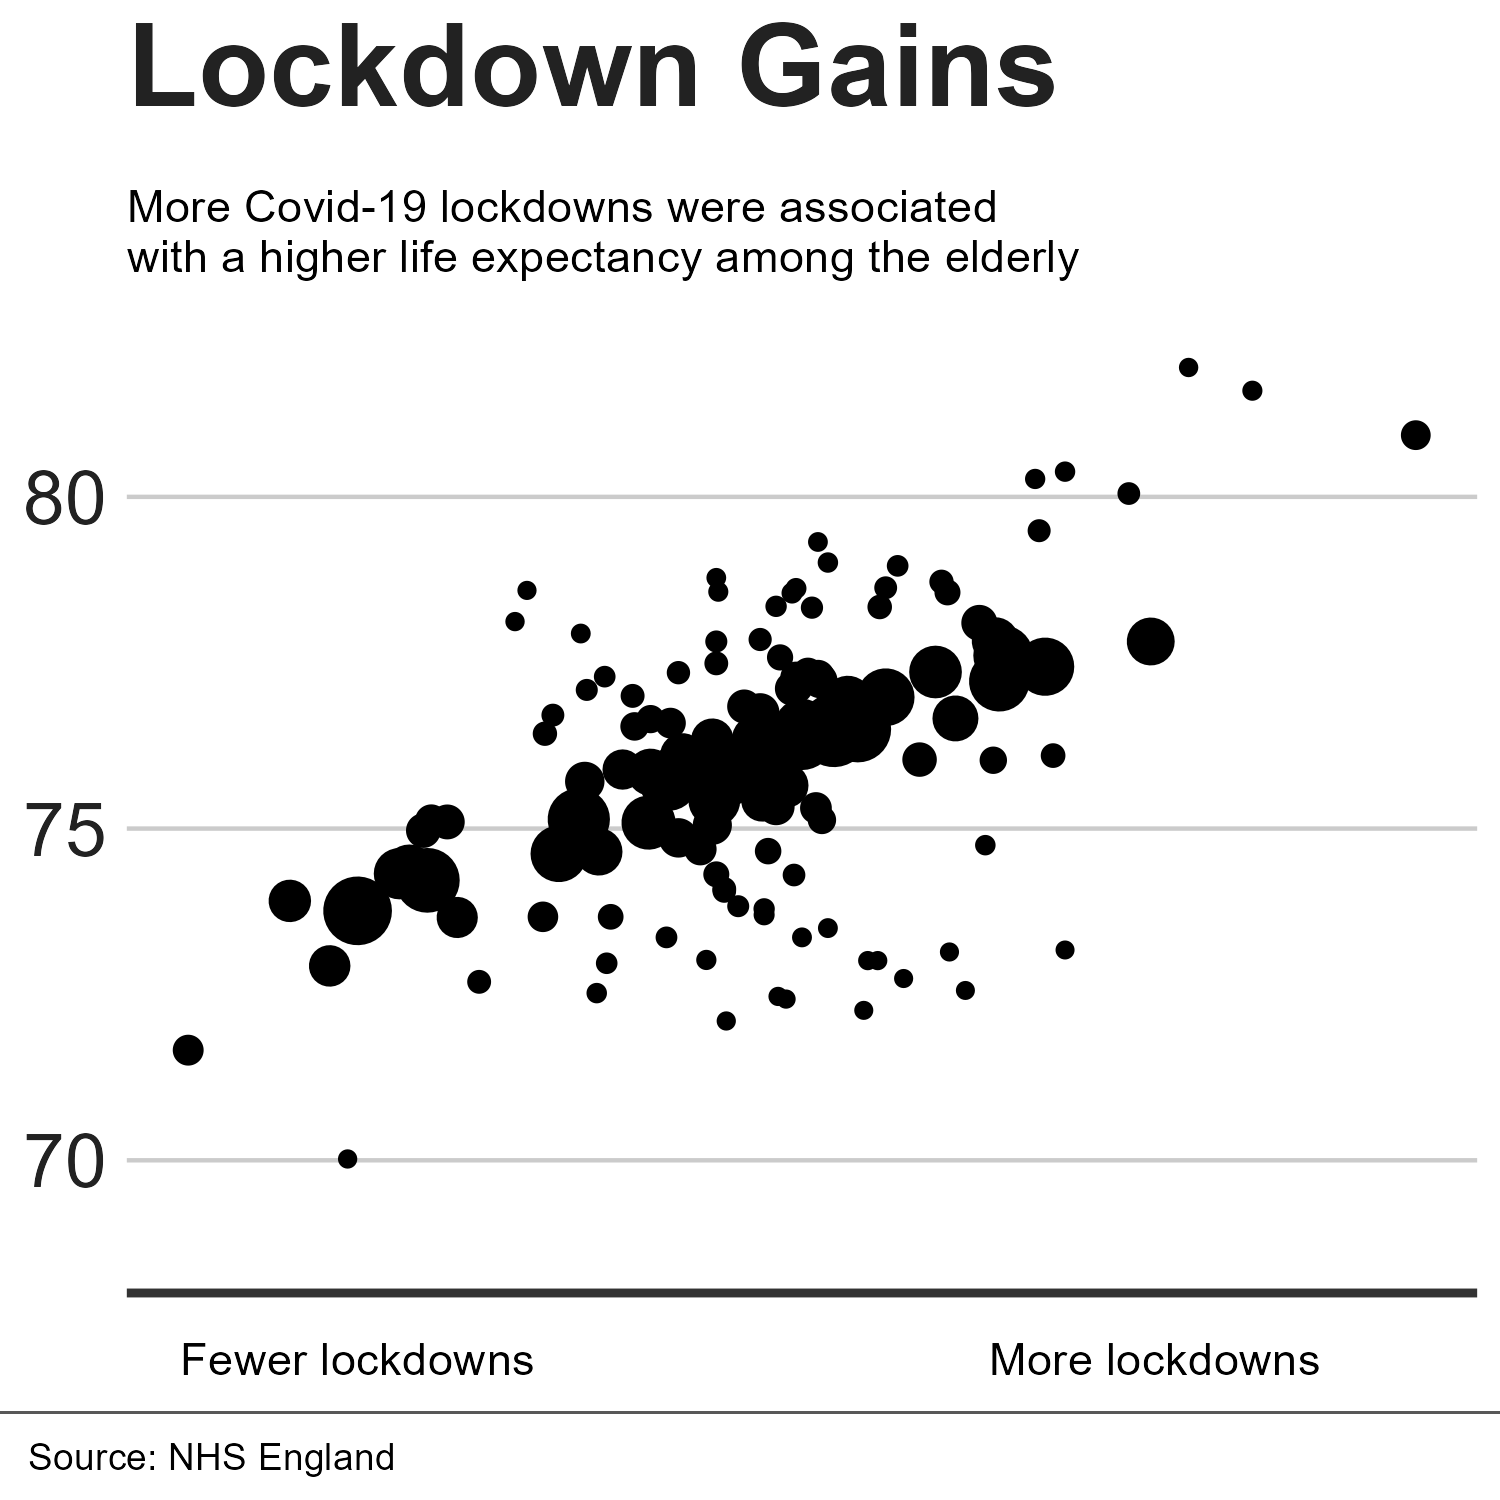 Lockdown Gains
More Covid-19 lockdowns were associated
with a higher life expectancy among the elderly
80
75
70
Fewer lockdowns
More lockdowns
Source: NHS England